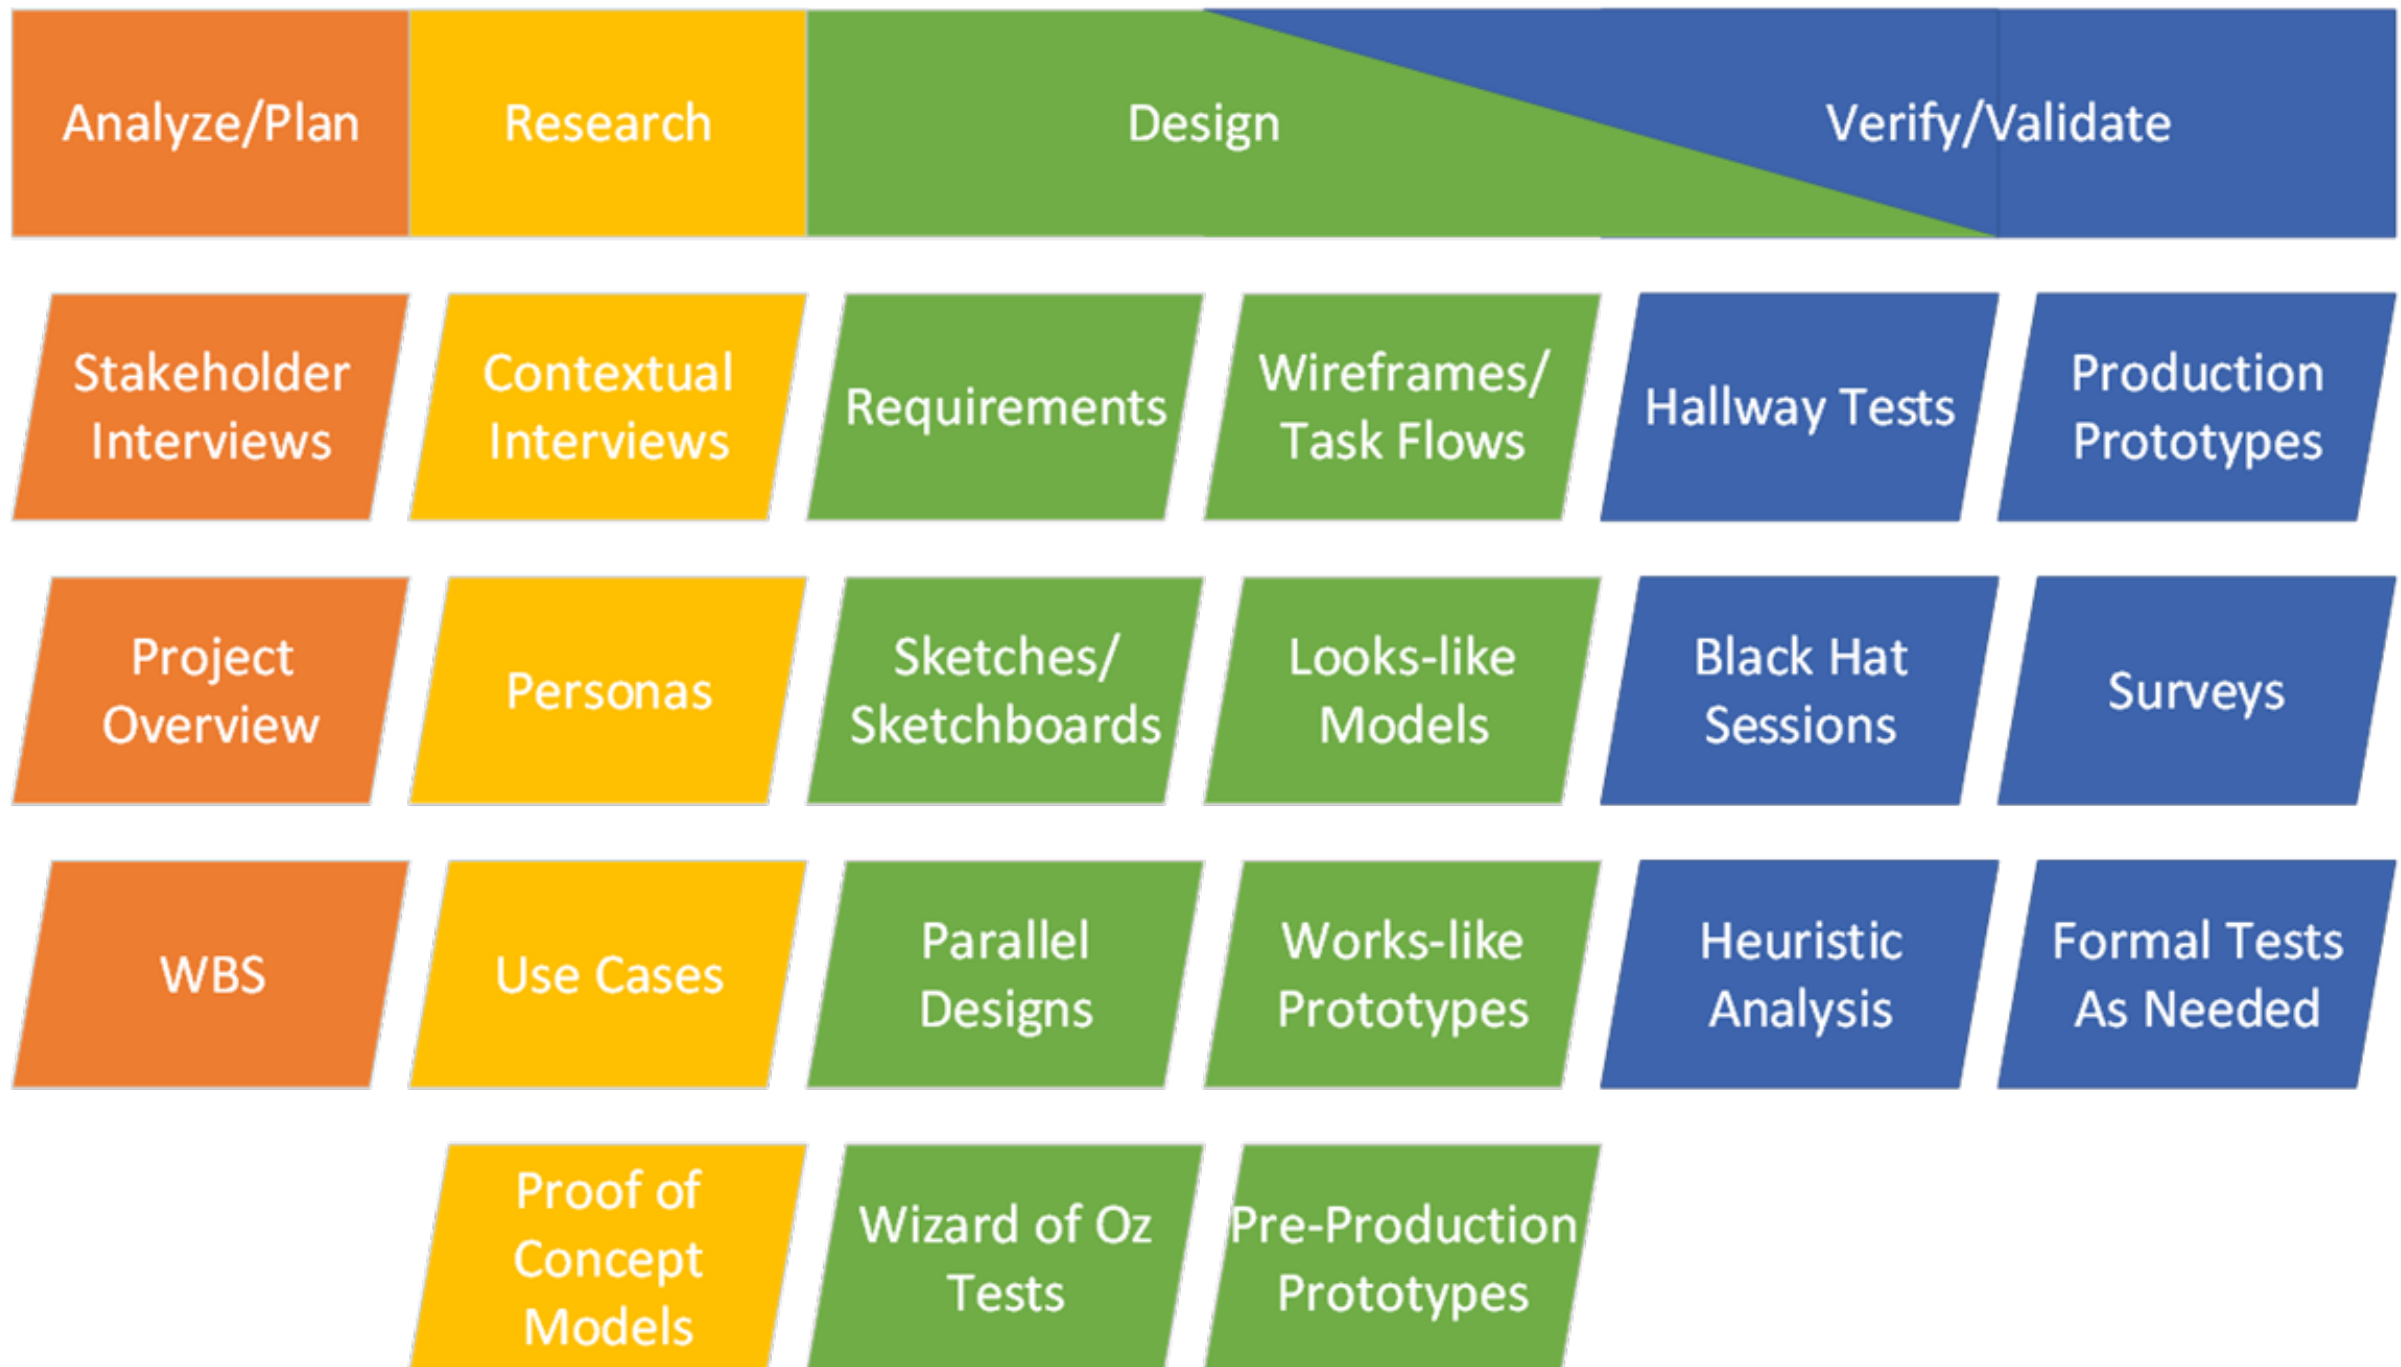 Analyze/Plan
Research
Design
Verify/Validate
Stakeholder
Interviews
Contextual
Interviews
Requirements
Wireframes/
Task Flows
Hallway Tests
Production
Prototypes
Project
Overview
Personas
Sketches/
Sketchboards
Looks-like
Models
Black Hat
Sessions
Surveys
WBS
Use Cases
Parallel
Designs
Works-like
Prototypes
Heuristic
Analysis
Formal Tests
As Needed
Proof of
Concept
Models
Wizard of Oz
Tests
Pre-Production
Prototypes